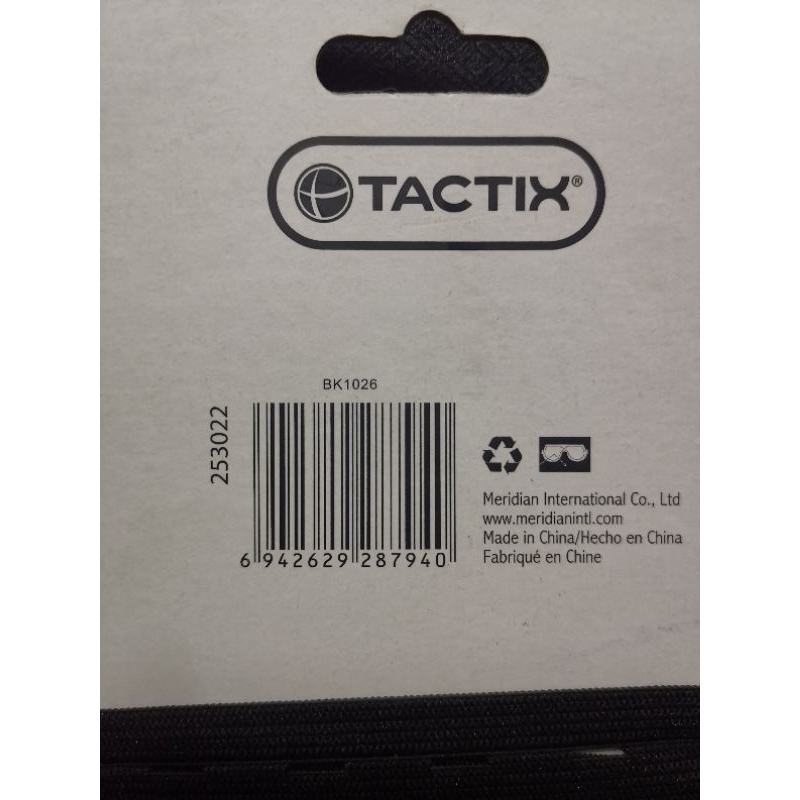 TACTIX®
BK1026
253022
6 942629 287940
Meridian International Co., Ltd
www.meridianintl.com
Made in China/Hecho en China
Fabriqué en Chine